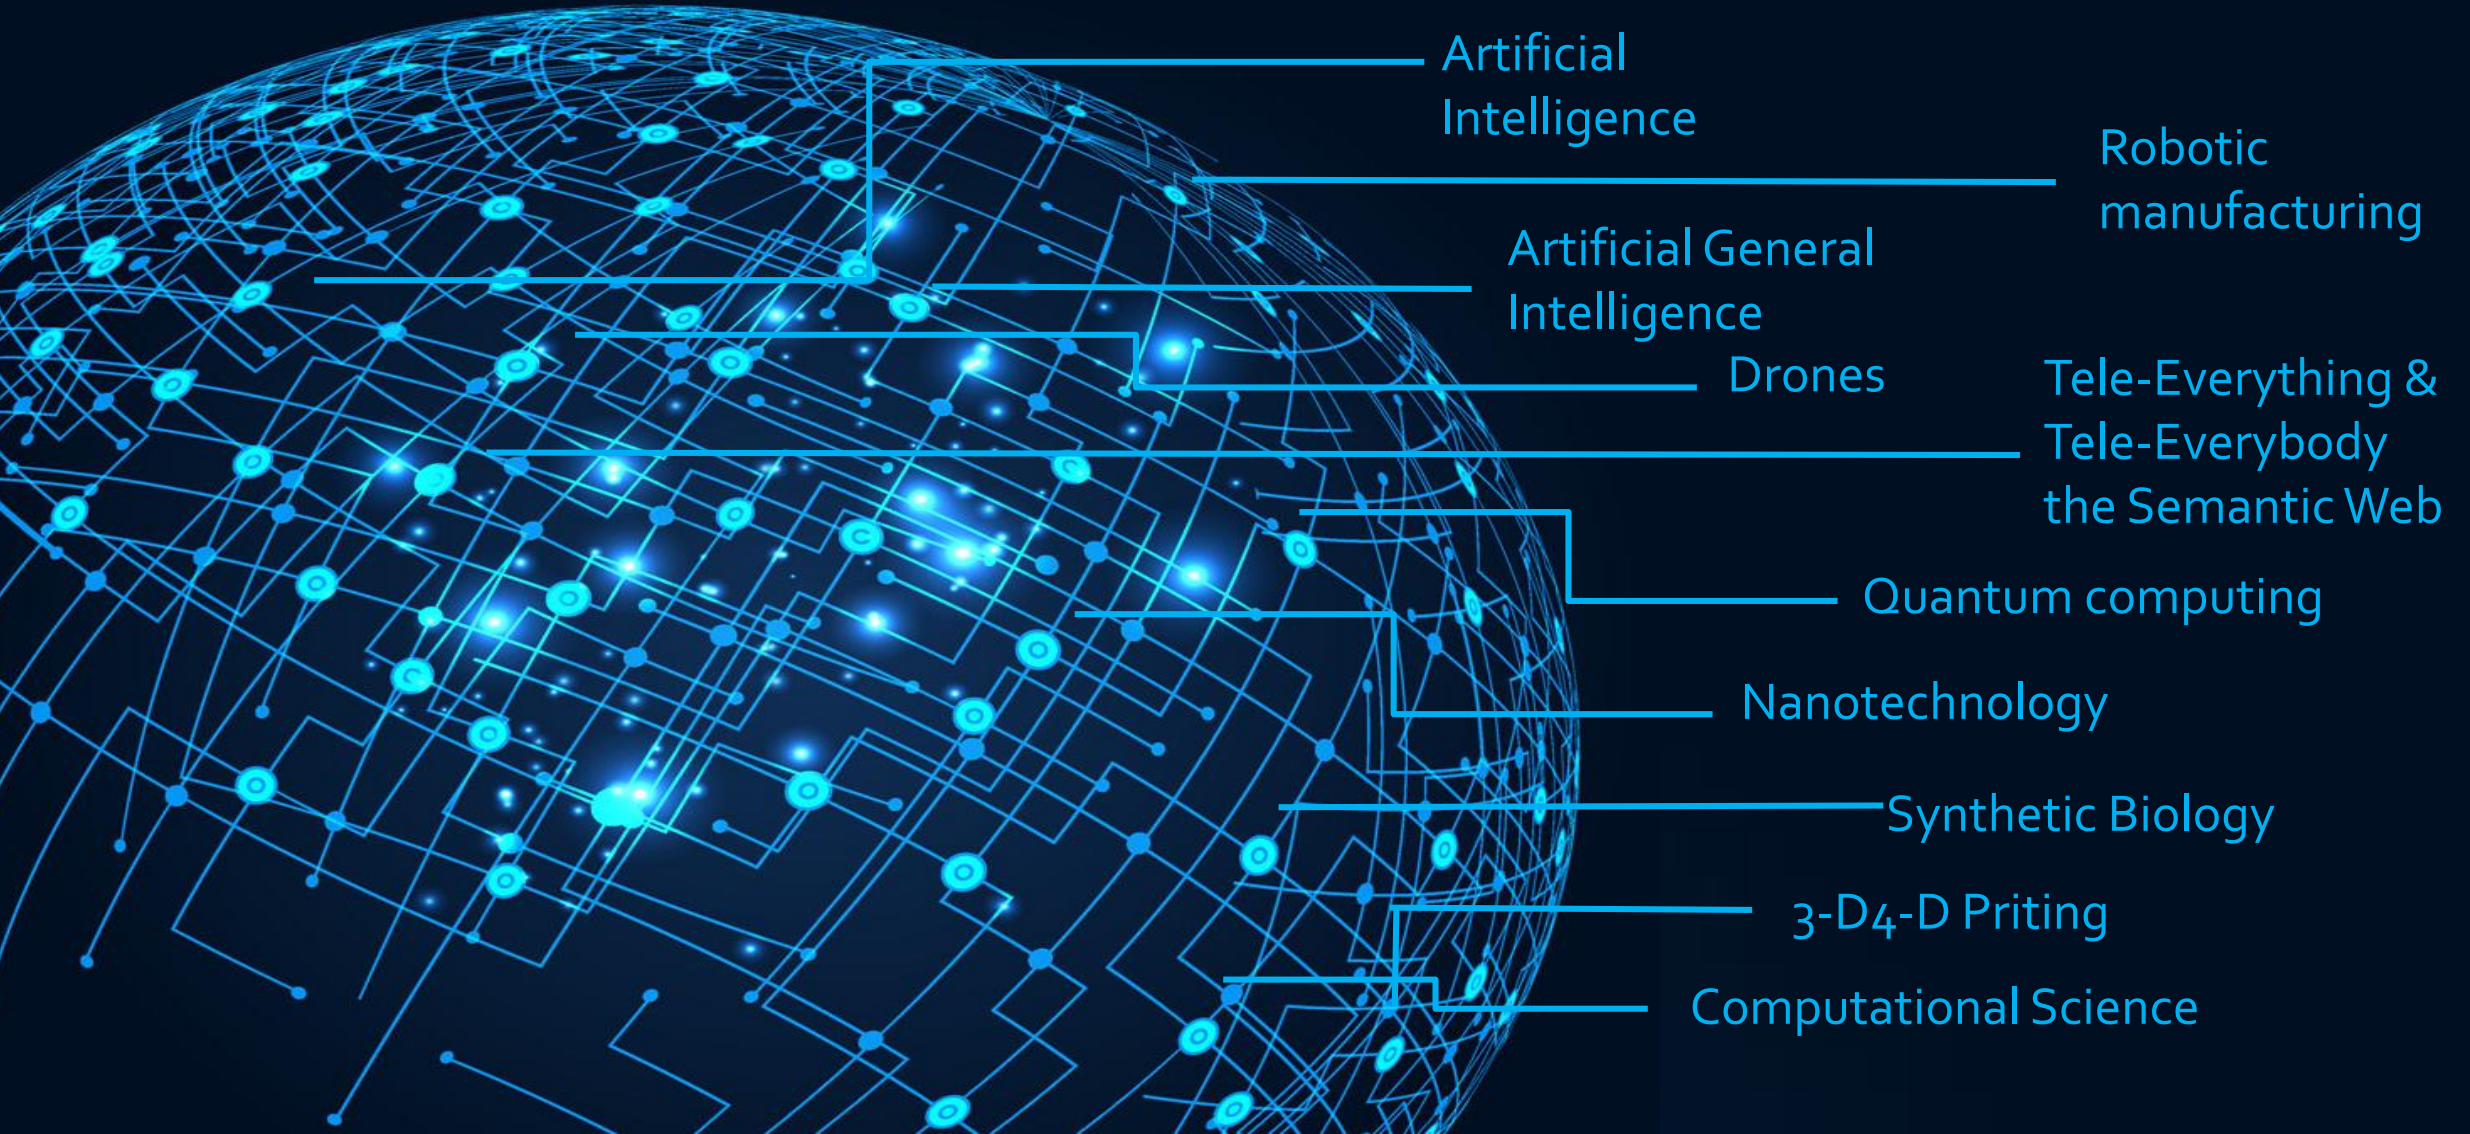 Artificial
Intelligence
Robotic
manufacturing
Artificial General
Intelligence
Drones
Tele-Everything &
Tele-Everybody
the Semantic Web
Quantum computing
Nanotechnology
Synthetic Biology
3-D4-D Priting
Computational Science